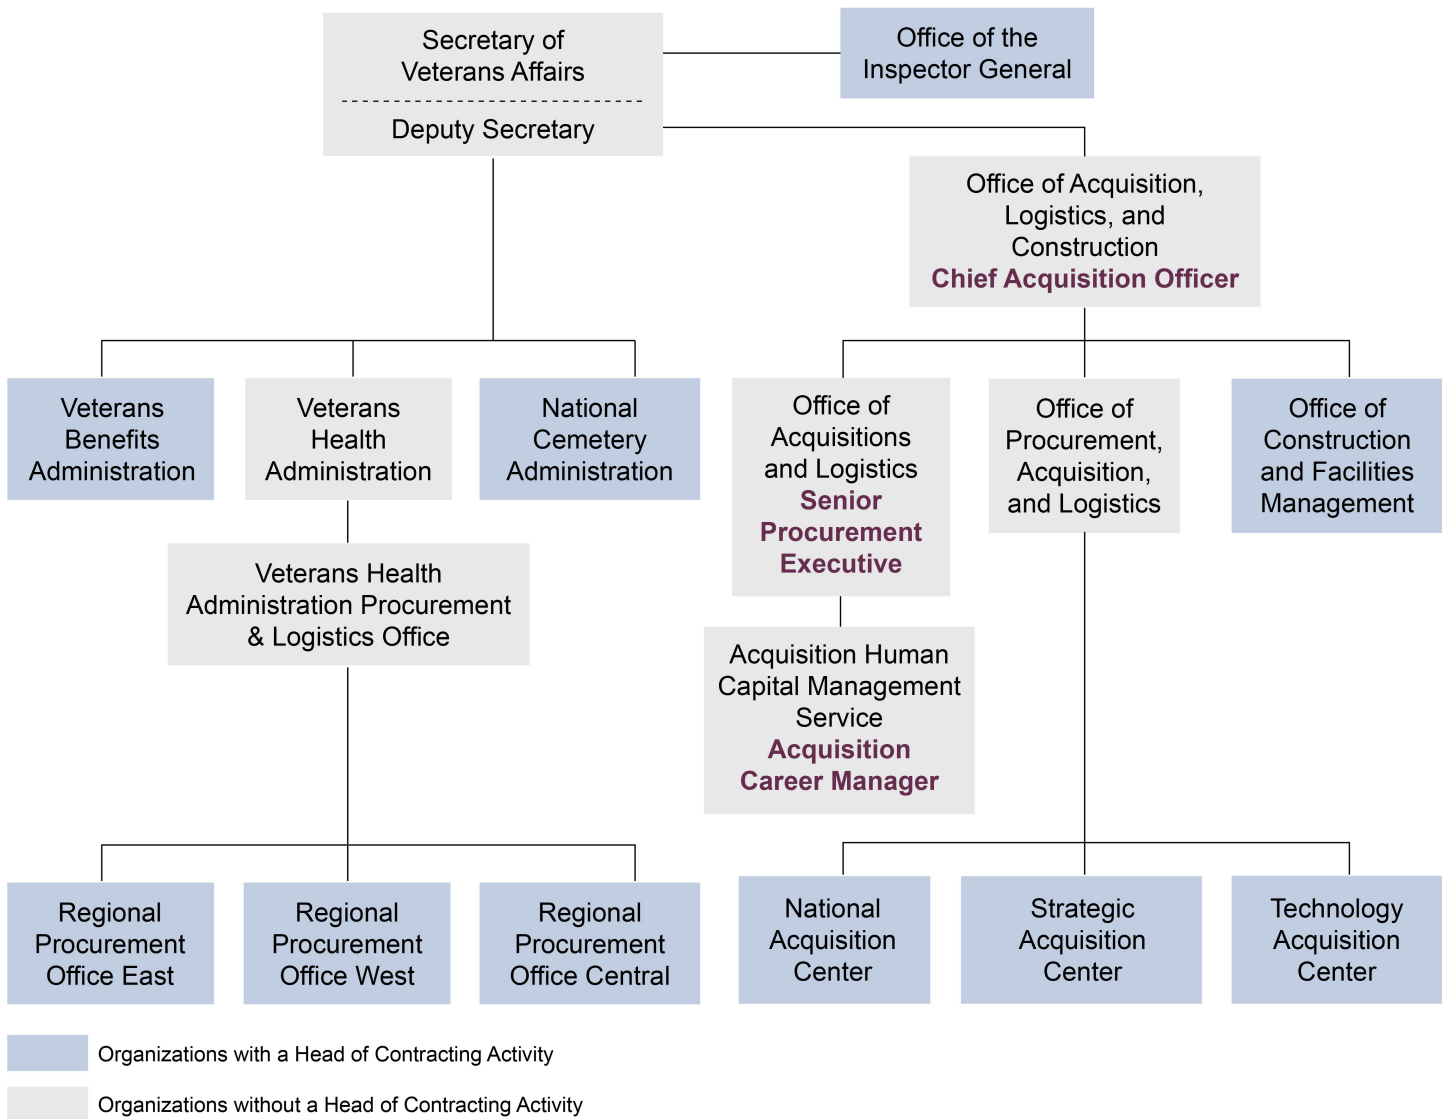 Secretary of
Veterans Affairs
Deputy Secretary
Office of the
Inspector General
Office of Acquisition,
Logistics, and
Construction
Chief Acquisition Officer
Veterans
Benefits
Administration
Veterans
Health
Administration
National
Cemetery
Administration
Office of
Acquisitions
and Logistics
Senior
Procurement
Executive
Office of
Procurement,
Acquisition,
and Logistics
Office of
Construction
and Facilities
Management
Veterans Health
Administration Procurement
& Logistics Office
Acquisition Human
Capital Management
Service
Acquisition
Career Manager
Regional
Procurement
Office East
Regional
Procurement
Office West
Regional
Procurement
Office Central
National
Acquisition
Center
Strategic
Acquisition
Center
Technology
Acquisition
Center
Organizations with a Head of Contracting Activity
Organizations without a Head of Contracting Activity